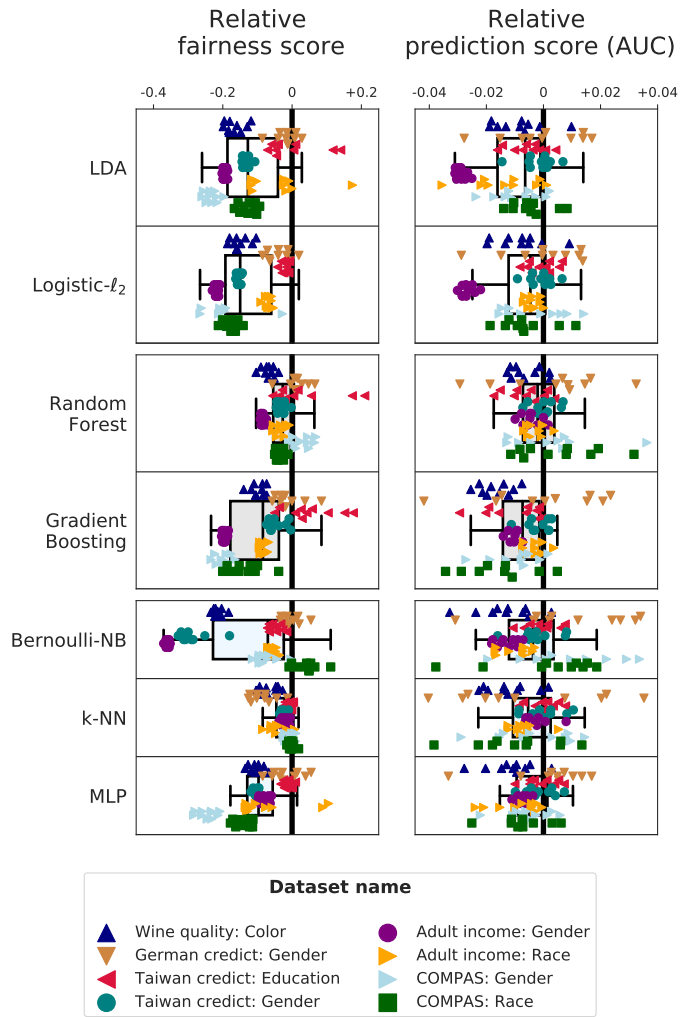 Relative
fairness score
Relative
prediction score (AUC)
-0.4 -0.2 0 +0.2
-0.04 -0.02 0 +0.02 +0.04
LDA
Logistic-ℓ2
Random
Forest
Gradient
Boosting
Bernoulli-NB
k-NN
MLP
Dataset name
Wine quality: Color
German credict: Gender
Taiwan credict: Education
Taiwan credict: Gender
Adult income: Gender
Adult income: Race
COMPAS: Gender
COMPAS: Race